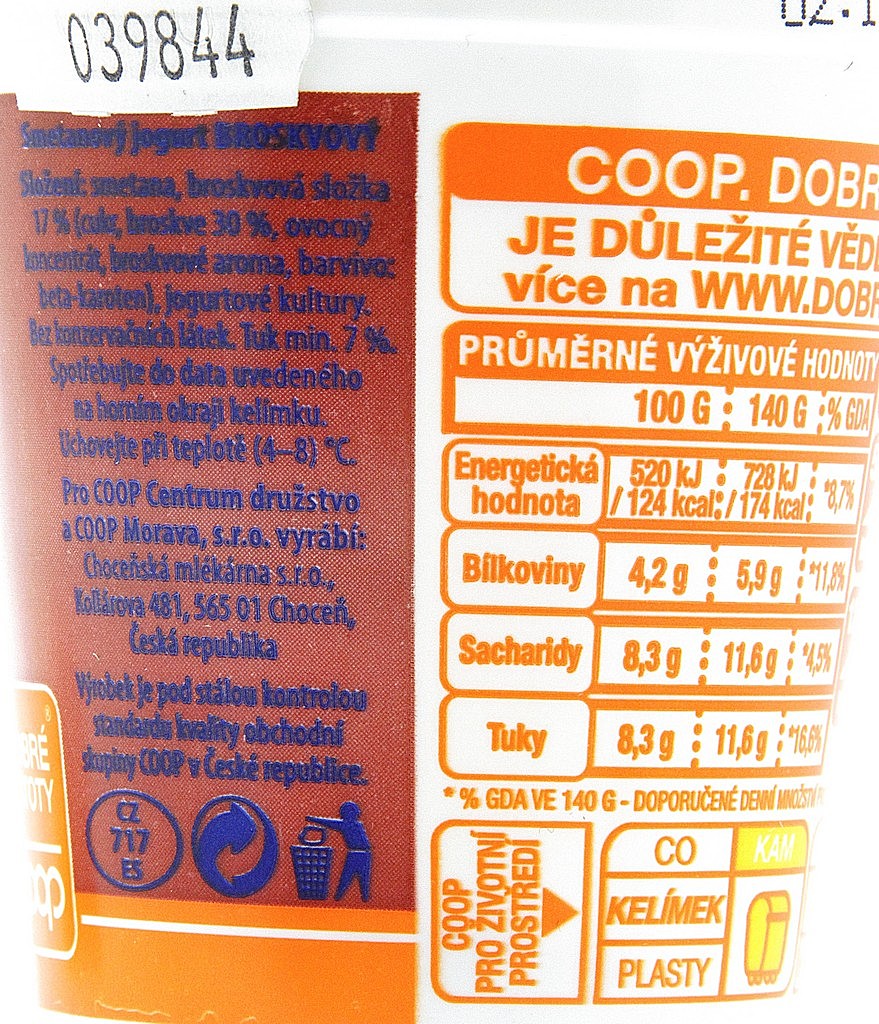 039844
Smetanový jogurt BROSKVOVÝ
Složení: smetana, broskvová složka
17 % (cukr, broskve 30 %, ovocný
koncentrát, broskvové aroma, barvivo:
beta-karoten), jogurtové kultury.
Bez konzervačních látek. Tuk min. 7 %.
Spotřebujte do data uvedeného
na horním okraji kelímku.
Uchovejte při teplotě (4–8) °C.
Pro COOP Centrum družstvo
a COOP Morava, s.r.o. vyrábí:
Choceňská mlékárna s.r.o.,
Kollárova 481, 565 01 Choceň,
Česká republika
Výrobek je pod stálou kontrolou
standardu kvality obchodní
skupiny COOP v České republice.
CZ
717
ES
COOP. DOBR
JE DŮLEŽITÉ VĚD
více na WWW.DOBR
PRŮMĚRNÉ VÝŽIVOVÉ HODNOTY
100 G 140 G % GDA
Energetická hodnota 520 kJ / 124 kcal 728 kJ / 174 kcal *8,7%
Bílkoviny 4,2 g 5,9 g *11,8%
Sacharidy 8,3 g 11,6 g *4,5%
Tuky 8,3 g 11,6 g *16,6%
* % GDA VE 140 G - DOPORUČENÉ DENNÍ MNOŽSTVÍ
COOP
PRO ŽIVOTNÍ
PROSTŘEDÍ
CO KAM
KELÍMEK
PLASTY